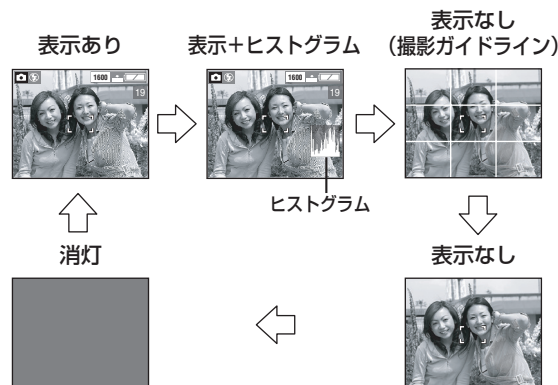 表示あり
1600
19
表示+ヒストグラム
1600
19
ヒストグラム
表示なし
(撮影ガイドライン)
表示なし
消灯